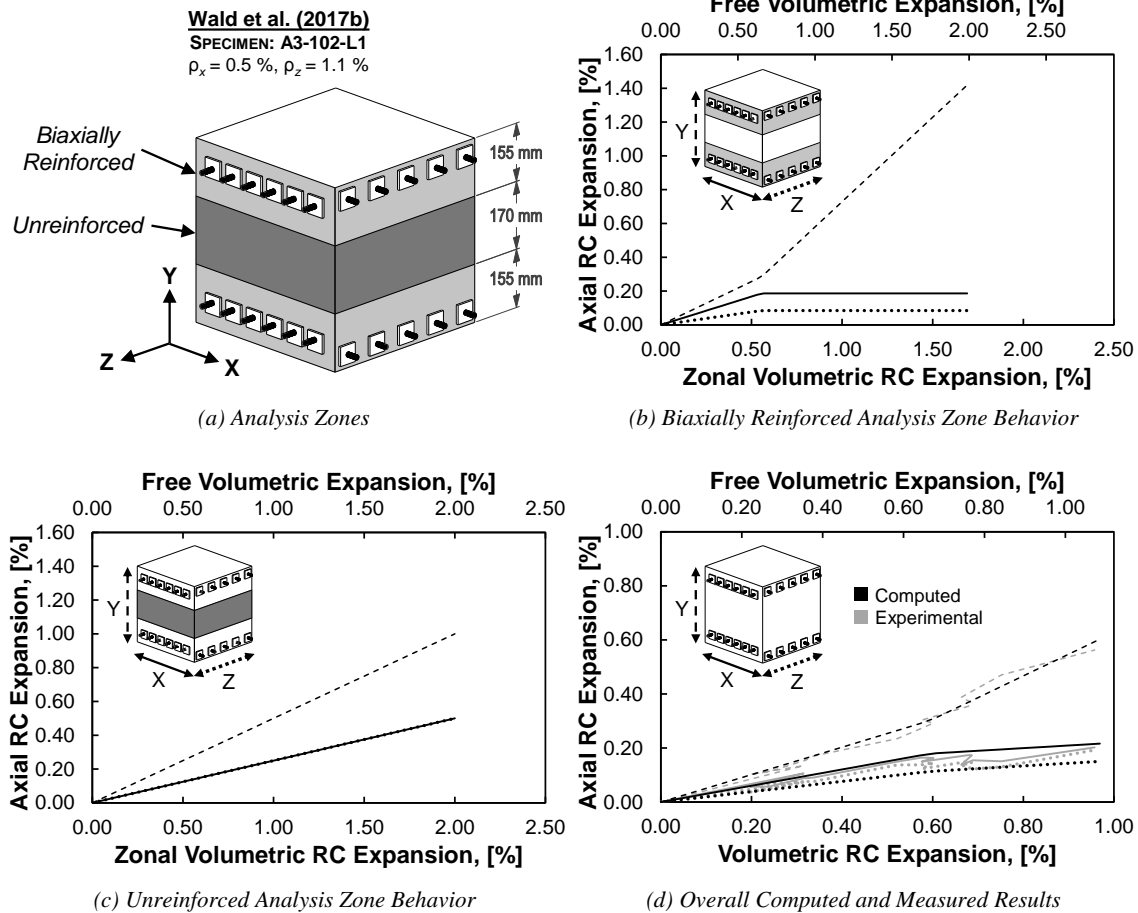 Wald et al. (2017b)
SPECIMEN: A3-102-L1
ρx = 0.5 %, ρz = 1.1 %
Biaxially
Reinforced
Unreinforced
155 mm
170 mm
155 mm
Y
Z
X
(a) Analysis Zones
Free Volumetric Expansion, [%]
0.00 0.50 1.00 1.50 2.00
Axial RC Expansion, [%]
1.60
1.40
1.20
1.00
0.80
0.60
0.40
0.20
0.00
Y
X
Z
0.00 0.50 1.00 1.50 2.00 2.50
Zonal Volumetric RC Expansion, [%]
(b) Biaxially Reinforced Analysis Zone Behavior
Free Volumetric Expansion, [%]
0.00 0.50 1.00 1.50 2.00 2.50
Axial RC Expansion, [%]
1.60
1.40
1.20
1.00
0.80
0.60
0.40
0.20
0.00
Y
X
Z
0.00 0.50 1.00 1.50 2.00 2.50
Zonal Volumetric RC Expansion, [%]
(c) Unreinforced Analysis Zone Behavior
Free Volumetric Expansion, [%]
0.00 0.20 0.40 0.60 0.80 1.00
Axial RC Expansion, [%]
1.00
0.80
0.60
0.40
0.20
0.00
Y
X
Z
Computed
Experimental
0.00 0.20 0.40 0.60 0.80 1.00
Volumetric RC Expansion, [%]
(d) Overall Computed and Measured Results